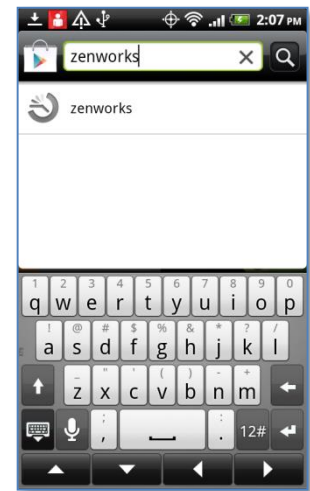 2:07 PM
zenworks
zenworks
1 2 3 4 5 6 7 8 9 0
q w e r t y u i o p
! @ # $ % & * ? /
a s d f g h j k l
_ " ' ( ) - +
z x c v b n m
; :
, . 12#